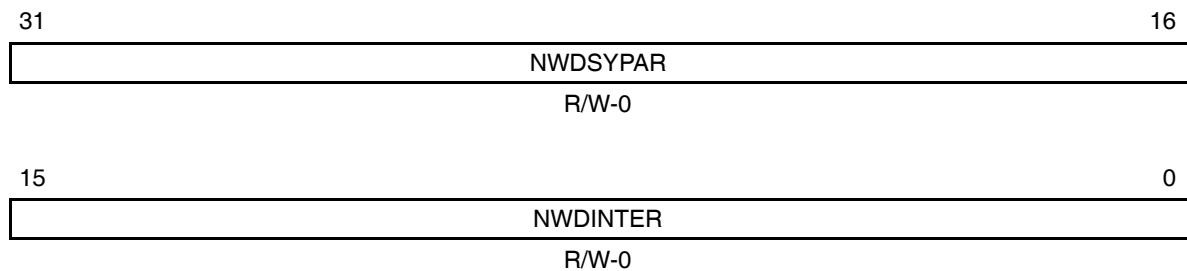 31 16
NWDSYPAR
R/W-0
15 0
NWDINTER
R/W-0